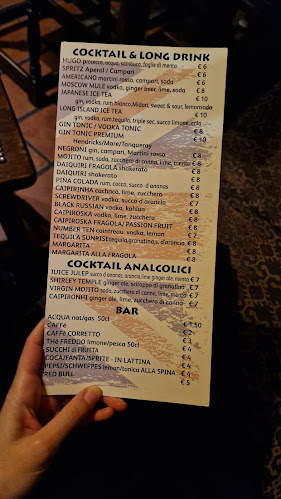 COCKTAIL & LONG DRINK
HUGO prosecco, acqua, sambuco, foglie di menta € 6
SPRITZ Aperol / Campari € 6
AMERICANO martini rosso, campari, soda € 6
MOSCOW MULE vodka, ginger beer, lime, soda € 8
JAPANESE ICE TEA € 10
gin, vodka, rum bianco, Midori, sweet & sour, lemonade
LONG ISLAND ICE TEA € 10
gin, vodka, rum, tequila, triple sec, succo limone, cola
GIN TONIC / VODKA TONIC € 8
GIN TONIC PREMIUM
Hendricks/Mare/Tanqueray
NEGRONI gin, campari, Martini rosso € 8
MOJITO rum, soda, zucchero di canna, lime, menta € 8
DAIQUIRI FRAGOLA shakerato € 8
DAIQUIRI shakerato € 8
PINA COLADA rum, cocco, succo d ananas € 8
CAIPIRINHA cachaca, lime, zucchero € 8
SCREWDRIVER vodka, succo d arancio € 7
BLACK RUSSIAN vodka, kahlua € 7
CAIPIROSKA vodka, lime, zucchero € 8
CAIPIROSKA FRAGOLA/ PASSION FRUIT € 8
NUMBER TEN cointreau, vodka, lemon € 7
TEQUILA SUNRISE tequila, granatina, d'arancia € 8
MARGARITA € 8
MARGARITA ALLA FRAGOLA € 8
COCKTAIL ANALCOLICI
JUICE JULEP succo d ananas, arancia, lime ginger ale, menta € 7
SHIRLEY TEMPLE ginger ale, sciroppo di granatina € 7
VIRGIN MOJITO soda, zucchero di canna, lime, menta € 7
CAIPIRONHI ginger ale, lime, zucchero di canna € 7
BAR
ACQUA nat/gas 50cl € 1,50
CAFFè € 2
CAFFè CORRETTO € 3
THè FREDDO limone/pesca 50cl € 4
SUCCHI di FRUTTA € 4
COCA/FANTA/SPRITE - IN LATTINA € 4
PEPSI/SCHWEPPES lemon/tonica ALLA SPINA € 4
RED BULL € 5